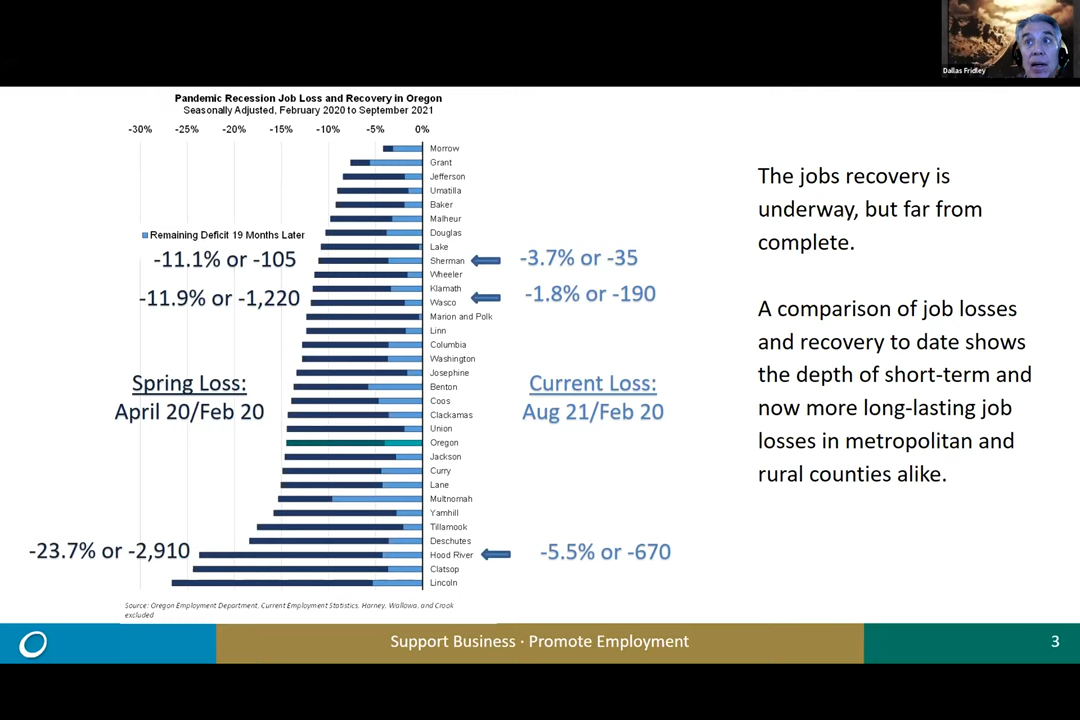 Dallas Fridley
Pandemic Recession Job Loss and Recovery in Oregon
Seasonally Adjusted, February 2020 to September 2021
-30% -25% -20% -15% -10% -5% 0%
Morrow
Grant
Jefferson
Umatilla
Baker
Malheur
Douglas
Remaining Deficit 19 Months Later
Lake
-11.1% or -105
Sherman
-3.7% or -35
Wheeler
Klamath
-11.9% or -1,220
Wasco
-1.8% or -190
Marion and Polk
Linn
Columbia
Washington
Josephine
Benton
Coos
Clackamas
Union
Oregon
Jackson
Curry
Lane
Multnomah
Yamhill
Tillamook
Deschutes
-23.7% or -2,910
Hood River
-5.5% or -670
Clatsop
Lincoln
Spring Loss:
April 20/Feb 20
Current Loss:
Aug 21/Feb 20
Source: Oregon Employment Department, Current Employment Statistics. Harney, Wallowa, and Crook
excluded
The jobs recovery is
underway, but far from
complete.
A comparison of job losses
and recovery to date shows
the depth of short-term and
now more long-lasting job
losses in metropolitan and
rural counties alike.
Support Business · Promote Employment
3